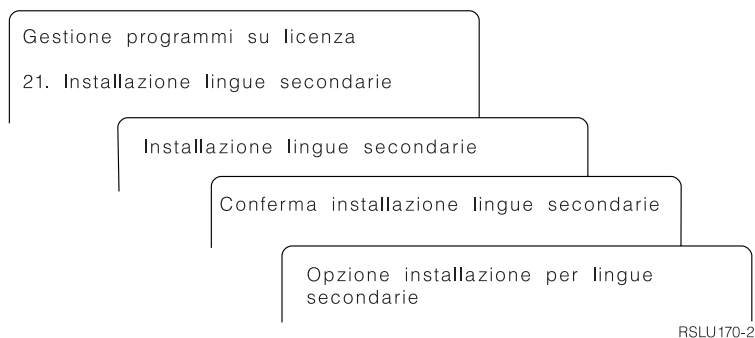 Gestione programmi su licenza
21. Installazione lingue secondarie
Installazione lingue secondarie
Conferma installazione lingue secondarie
Opzione installazione per lingue
secondarie
RSLU170-2